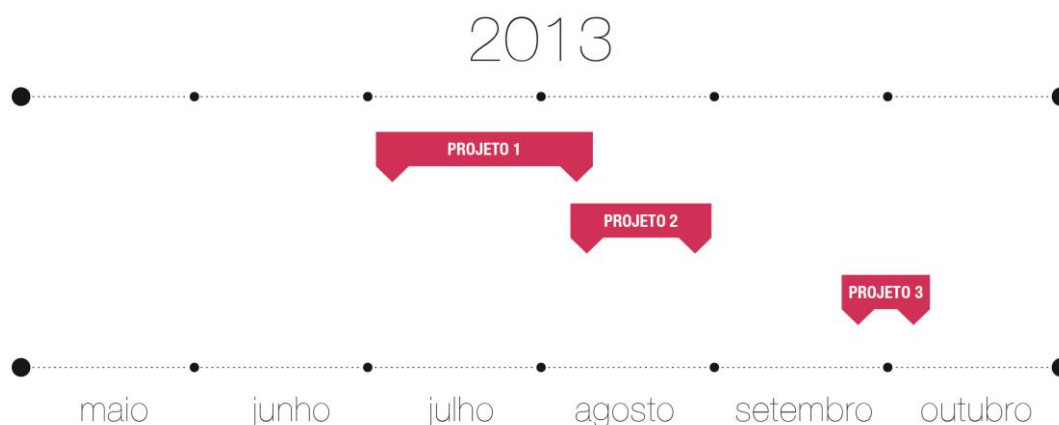 2013
PROJETO 1
PROJETO 2
PROJETO 3
maio junho julho agosto setembro outubro